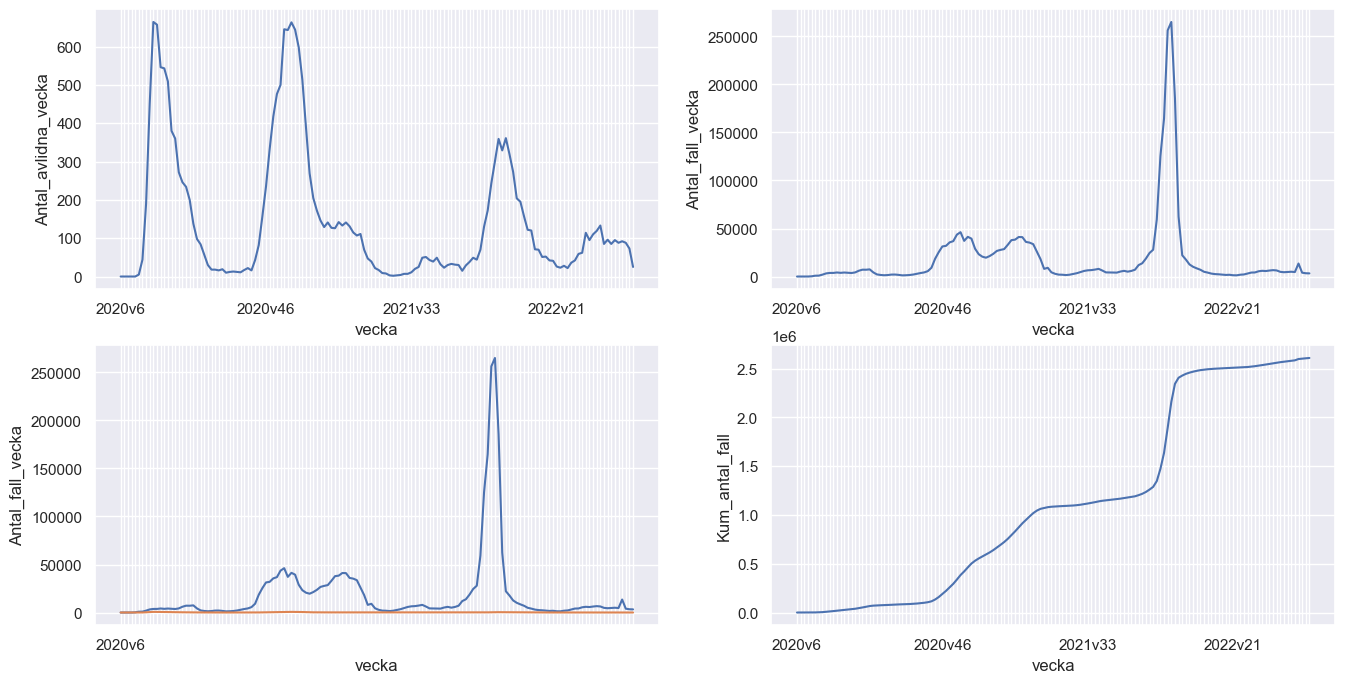 Antal_avlidna_vecka
600
500
400
300
200
100
0
2020v6 2020v46 2021v33 2022v21
vecka
Antal_fall_vecka
250000
200000
150000
100000
50000
0
2020v6 2020v46 2021v33 2022v21
vecka
Antal_fall_vecka
250000
200000
150000
100000
50000
0
2020v6
vecka
1e6
Kum_antal_fall
2.5
2.0
1.5
1.0
0.5
0.0
2020v6 2020v46 2021v33 2022v21
vecka